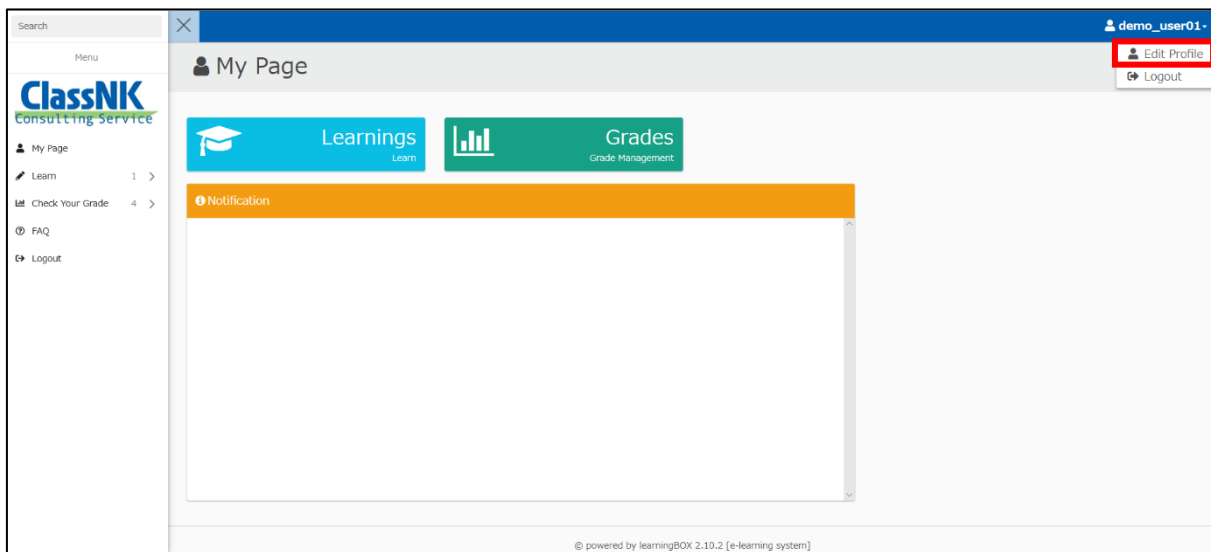 Search
Menu
ClassNK
Consulting Service
My Page
Learn 1
Check Your Grade 4
FAQ
Logout
demo_user01
Edit Profile
Logout
My Page
Learnings
Learn
Grades
Grade Management
Notification
© powered by learningBOX 2.10.2 [e-learning system]